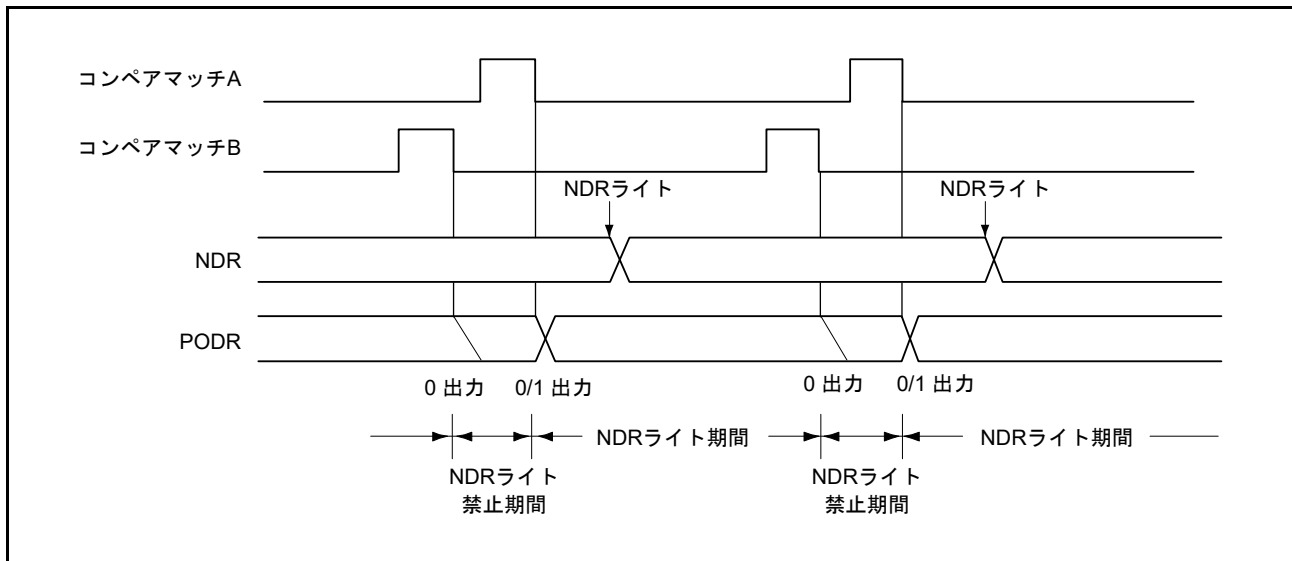 コンペアマッチA
コンペアマッチB
NDRライト
NDRライト
NDR
PODR
0 出力
0/1 出力
0 出力
0/1 出力
NDRライト期間
NDRライト期間
NDRライト
禁止期間
NDRライト
禁止期間